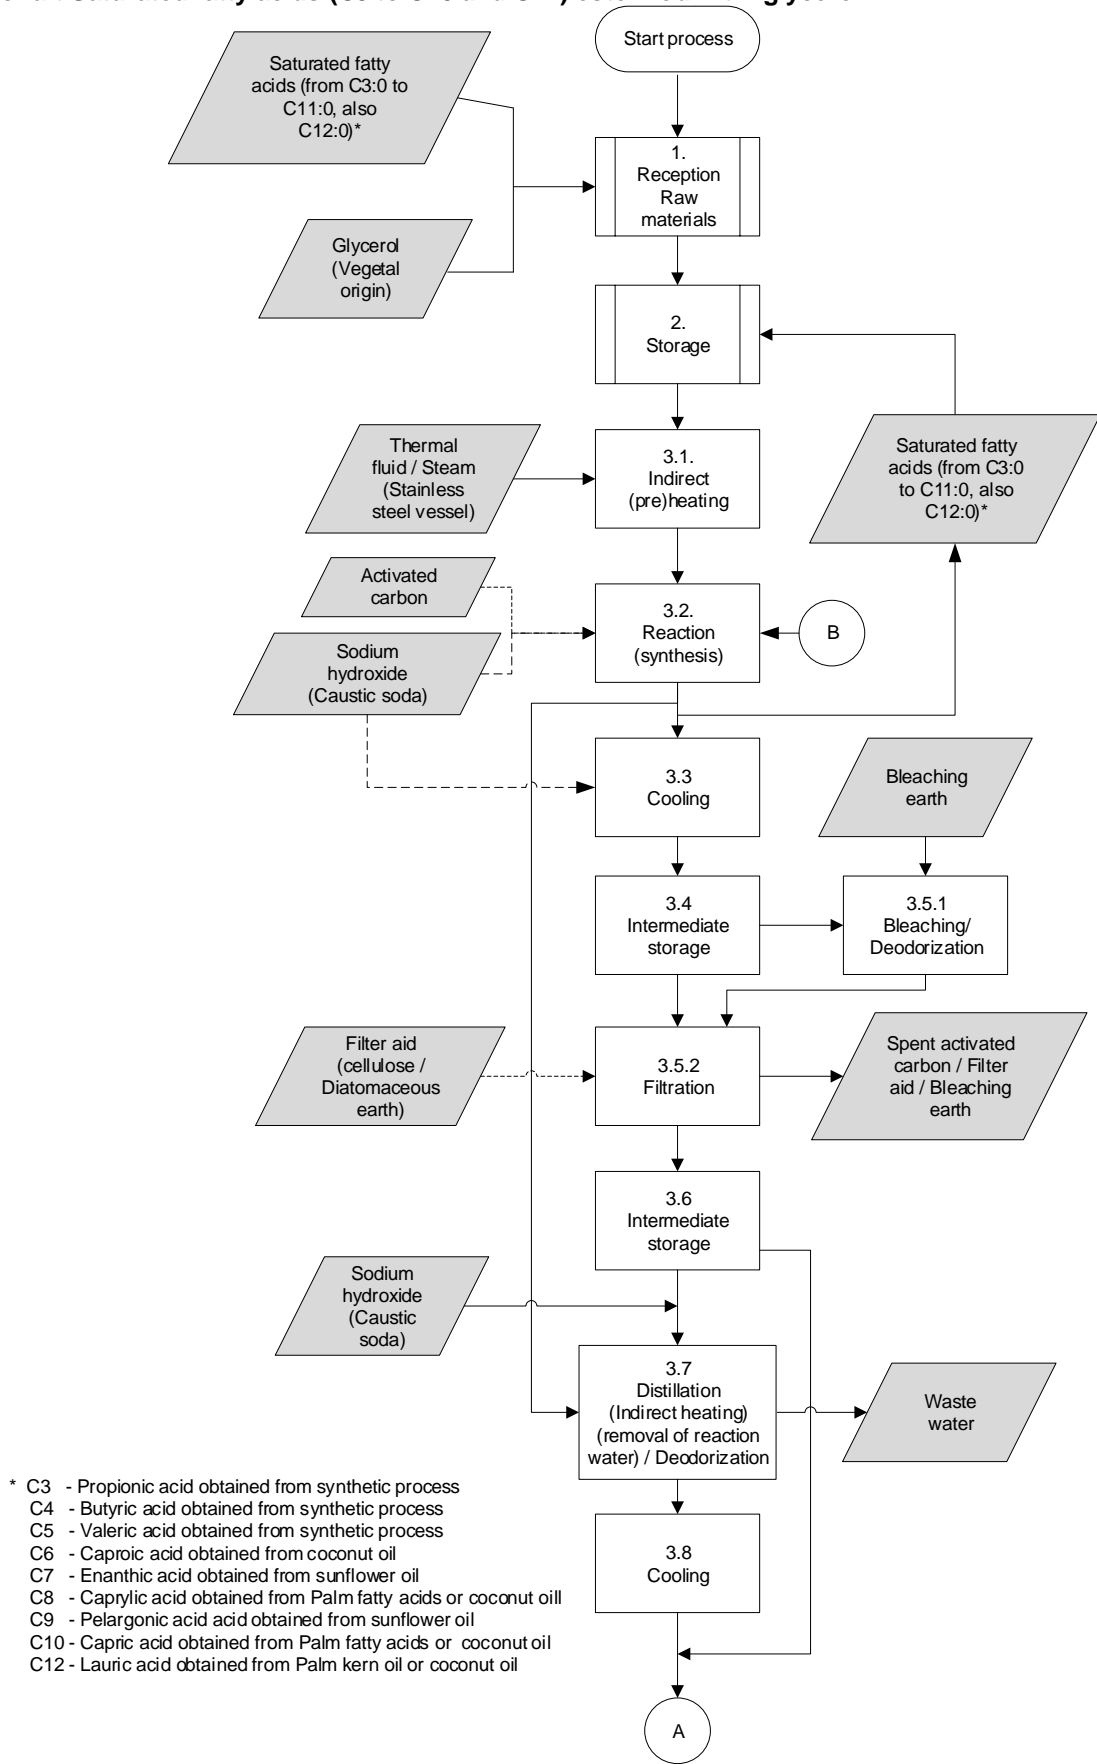 Start process
Saturated fatty
acids (from C3:0 to
C11:0, also
C12:0)*
1.
Reception
Raw
materials
Glycerol
(Vegetal
origin)
2.
Storage
Thermal
fluid / Steam
(Stainless
steel vessel)
3.1.
Indirect
(pre)heating
Saturated fatty
acids (from C3:0
to C11:0, also
C12:0)*
Activated
carbon
3.2.
Reaction
(synthesis)
B
Sodium
hydroxide
(Caustic soda)
3.3
Cooling
Bleaching
earth
3.4
Intermediate
storage
3.5.1
Bleaching/
Deodorization
Filter aid
(cellulose /
Diatomaceous
earth)
3.5.2
Filtration
Spent activated
carbon / Filter
aid / Bleaching
earth
3.6
Intermediate
storage
Sodium
hydroxide
(Caustic
soda)
3.7
Distillation
(Indirect heating)
(removal of reaction
water) / Deodorization
Waste
water
* C3 - Propionic acid obtained from synthetic process
C4 - Butyric acid obtained from synthetic process
C5 - Valeric acid obtained from synthetic process
C6 - Caproic acid obtained from coconut oil
C7 - Enanthic acid obtained from sunflower oil
C8 - Caprylic acid obtained from Palm fatty acids or coconut oill
C9 - Pelargonic acid acid obtained from sunflower oil
C10 - Capric acid obtained from Palm fatty acids or coconut oil
C12 - Lauric acid obtained from Palm kern oil or coconut oil
3.8
Cooling
A